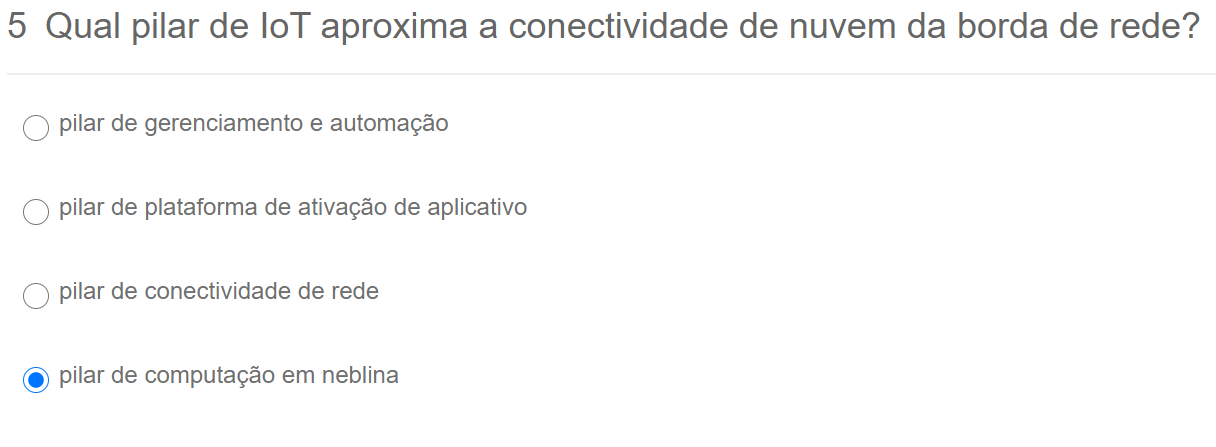 5 Qual pilar de IoT aproxima a conectividade de nuvem da borda de rede?
pilar de gerenciamento e automação
pilar de plataforma de ativação de aplicativo
pilar de conectividade de rede
pilar de computação em neblina